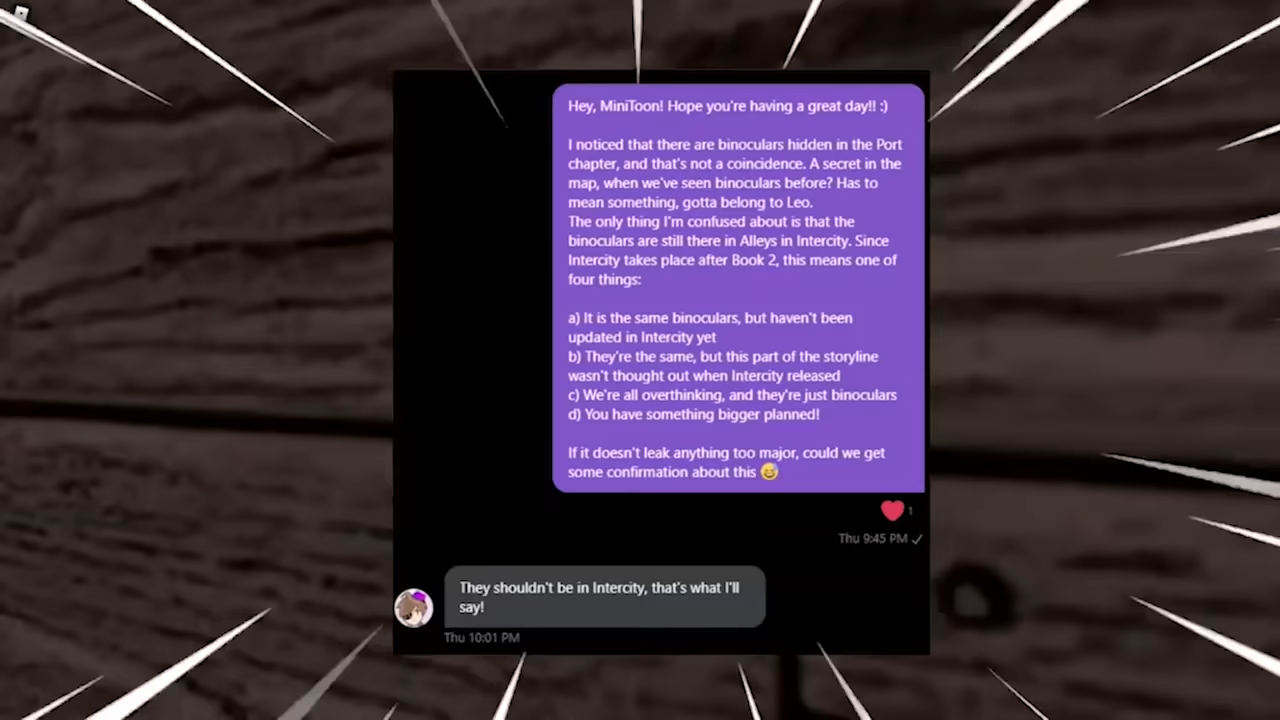 Hey, MiniToon! Hope you're having a great day!! :)
I noticed that there are binoculars hidden in the Port
chapter, and that's not a coincidence. A secret in the
map, when we've seen binoculars before? Has to
mean something, gotta belong to Leo.
The only thing I'm confused about is that the
binoculars are still there in Alleys in Intercity. Since
Intercity takes place after Book 2, this means one of
four things:
a) It is the same binoculars, but haven't been
updated in Intercity yet
b) They're the same, but this part of the storyline
wasn't thought out when Intercity released
c) We're all overthinking, and they're just binoculars
d) You have something bigger planned!
If it doesn't leak anything too major, could we get
some confirmation about this 😅
❤️ 1
Thu 9:45 PM ✓
They shouldn't be in Intercity, that's what I'll
say!
Thu 10:01 PM